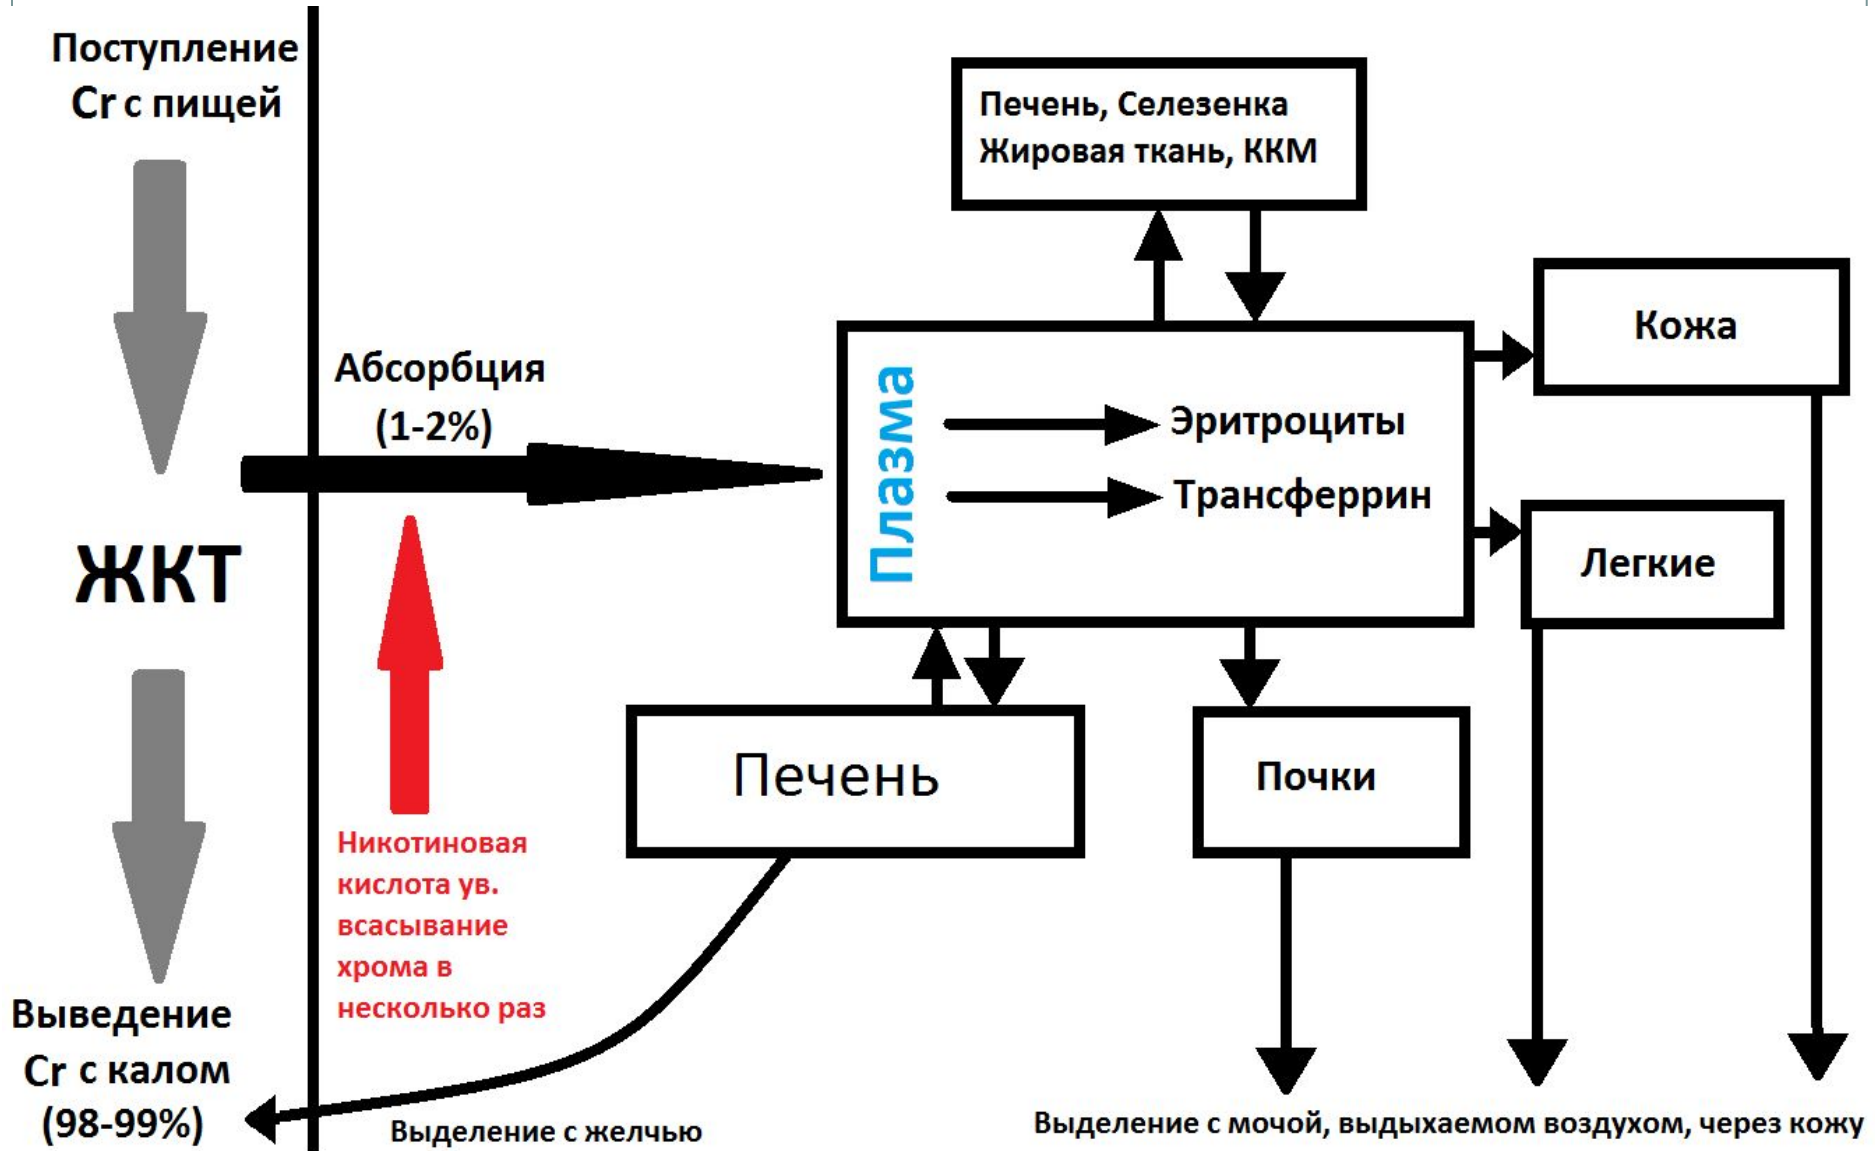 Поступление
Cr с пищей
Печень, Селезенка
Жировая ткань, ККМ
Кожа
Абсорбция
(1-2%)
Плазма
Эритроциты
Трансферрин
Легкие
ЖКТ
Печень
Почки
Никотиновая
кислота ув.
всасывание
хрома в
несколько раз
Выведение
Cr с калом
(98-99%)
Выделение с желчью
Выделение с мочой, выдыхаемом воздухом, через кожу